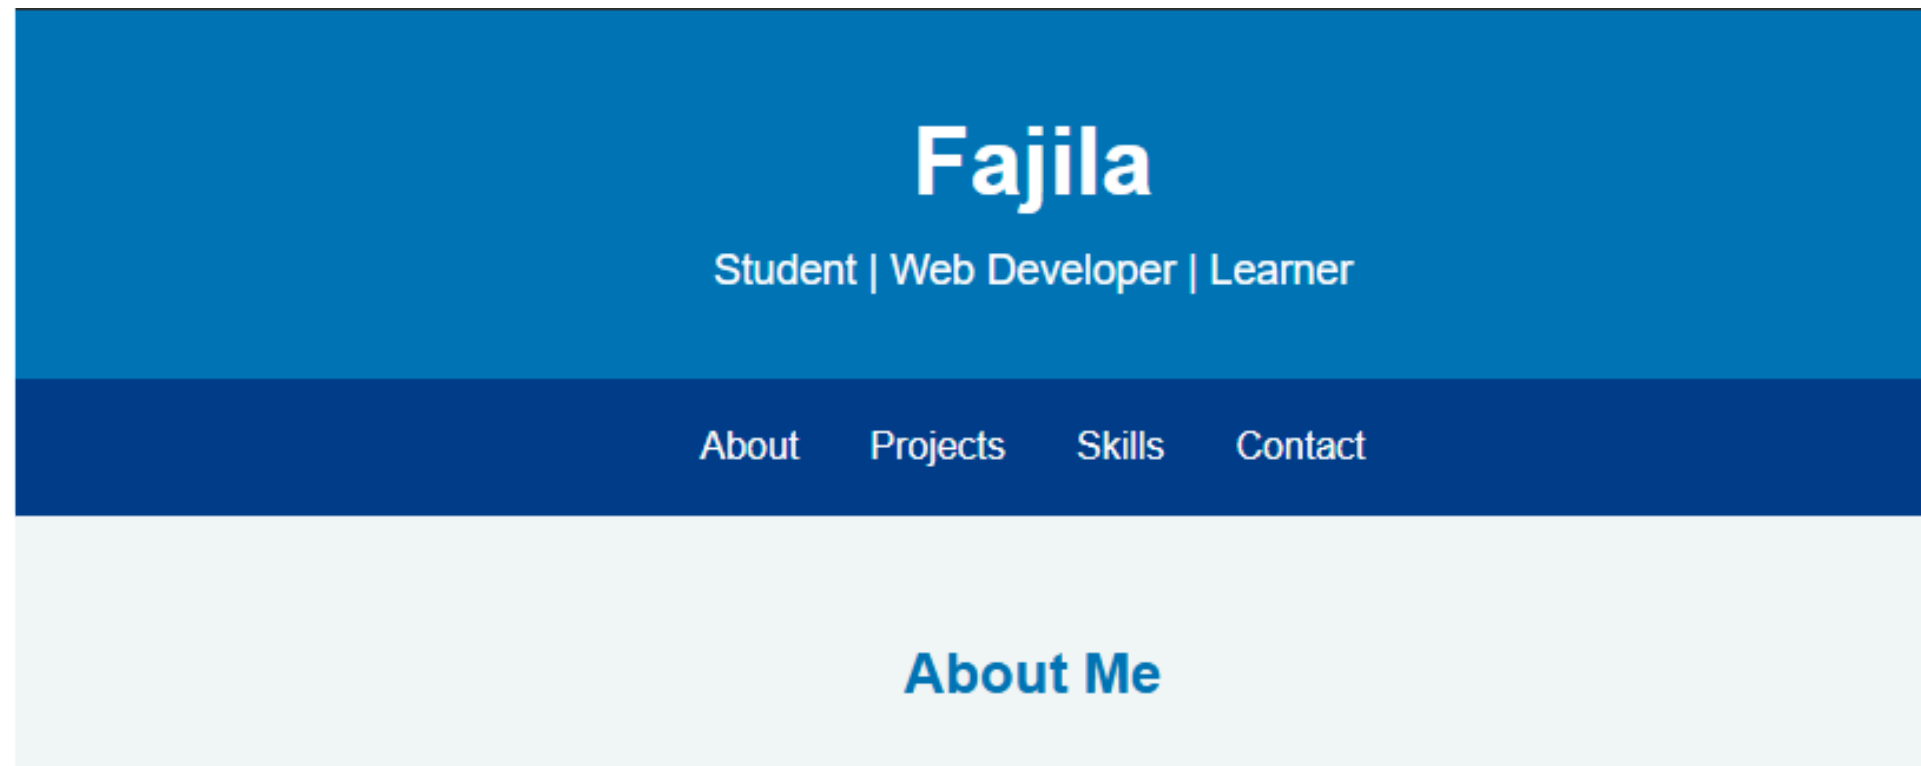 Fajila
Student | Web Developer | Learner
About Projects Skills Contact
About Me